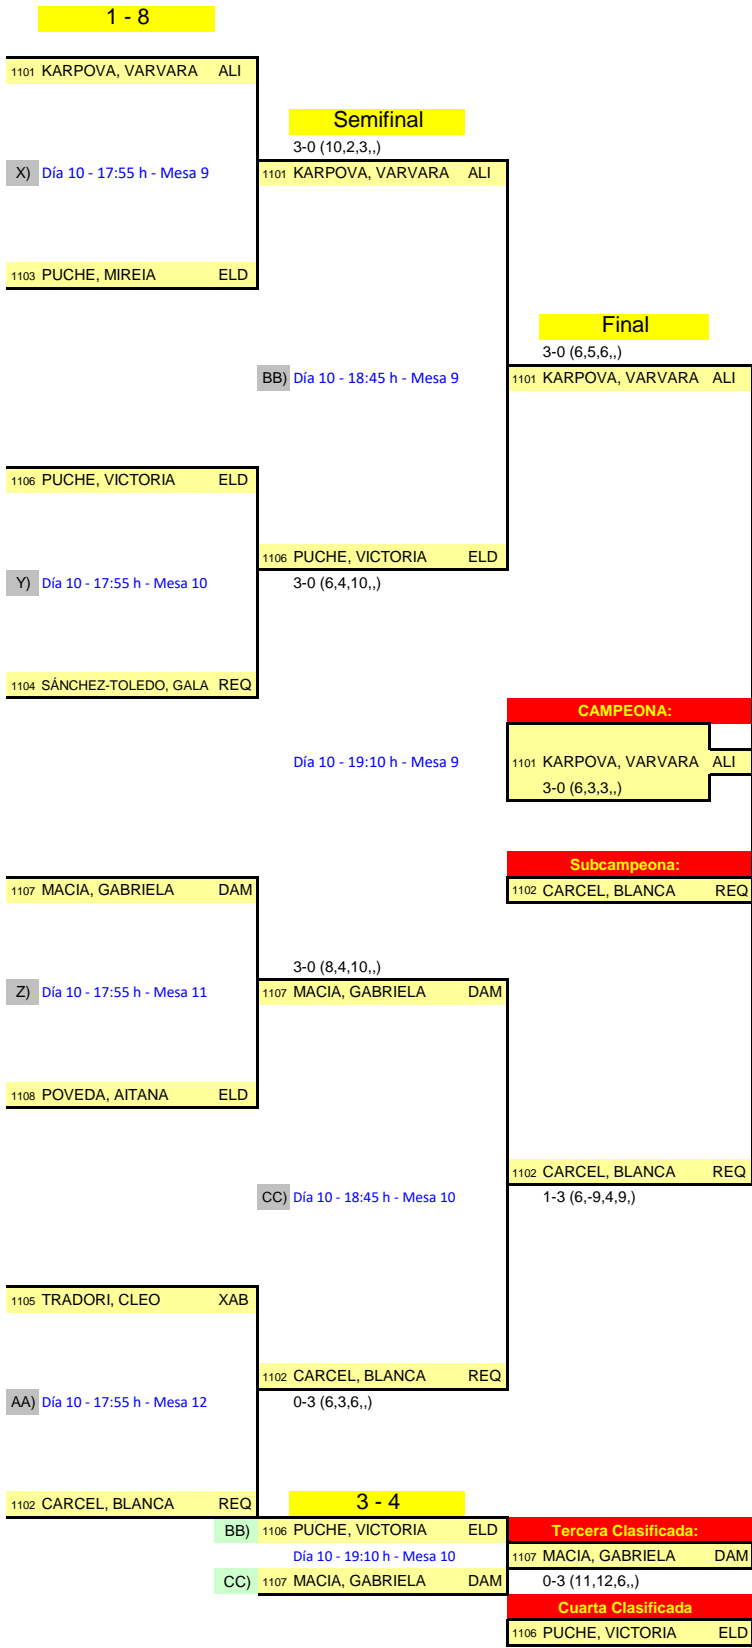 1 - 8
1101 KARPOVA, VARVARA ALI
Semifinal
3-0 (10,2,3,,)
X) Día 10 - 17:55 h - Mesa 9
1101 KARPOVA, VARVARA ALI
1103 PUCHE, MIREIA ELD
Final
3-0 (6,5,6,,)
BB) Día 10 - 18:45 h - Mesa 9
1101 KARPOVA, VARVARA ALI
1106 PUCHE, VICTORIA ELD
1106 PUCHE, VICTORIA ELD
Y) Día 10 - 17:55 h - Mesa 10
3-0 (6,4,10,,)
1104 SÁNCHEZ-TOLEDO, GALA REQ
CAMPEONA:
Día 10 - 19:10 h - Mesa 9
1101 KARPOVA, VARVARA ALI
3-0 (6,3,3,,)
Subcampeona:
1107 MACIA, GABRIELA DAM
1102 CARCEL, BLANCA REQ
3-0 (8,4,10,,)
Z) Día 10 - 17:55 h - Mesa 11
1107 MACIA, GABRIELA DAM
1108 POVEDA, AITANA ELD
1102 CARCEL, BLANCA REQ
CC) Día 10 - 18:45 h - Mesa 10
1-3 (6,-9,4,9,)
1105 TRADORI, CLEO XAB
1102 CARCEL, BLANCA REQ
AA) Día 10 - 17:55 h - Mesa 12
0-3 (6,3,6,,)
1102 CARCEL, BLANCA REQ
3 - 4
BB) 1106 PUCHE, VICTORIA ELD
Tercera Clasificada:
Día 10 - 19:10 h - Mesa 10
1107 MACIA, GABRIELA DAM
CC) 1107 MACIA, GABRIELA DAM
0-3 (11,12,6,,)
Cuarta Clasificada
1106 PUCHE, VICTORIA ELD